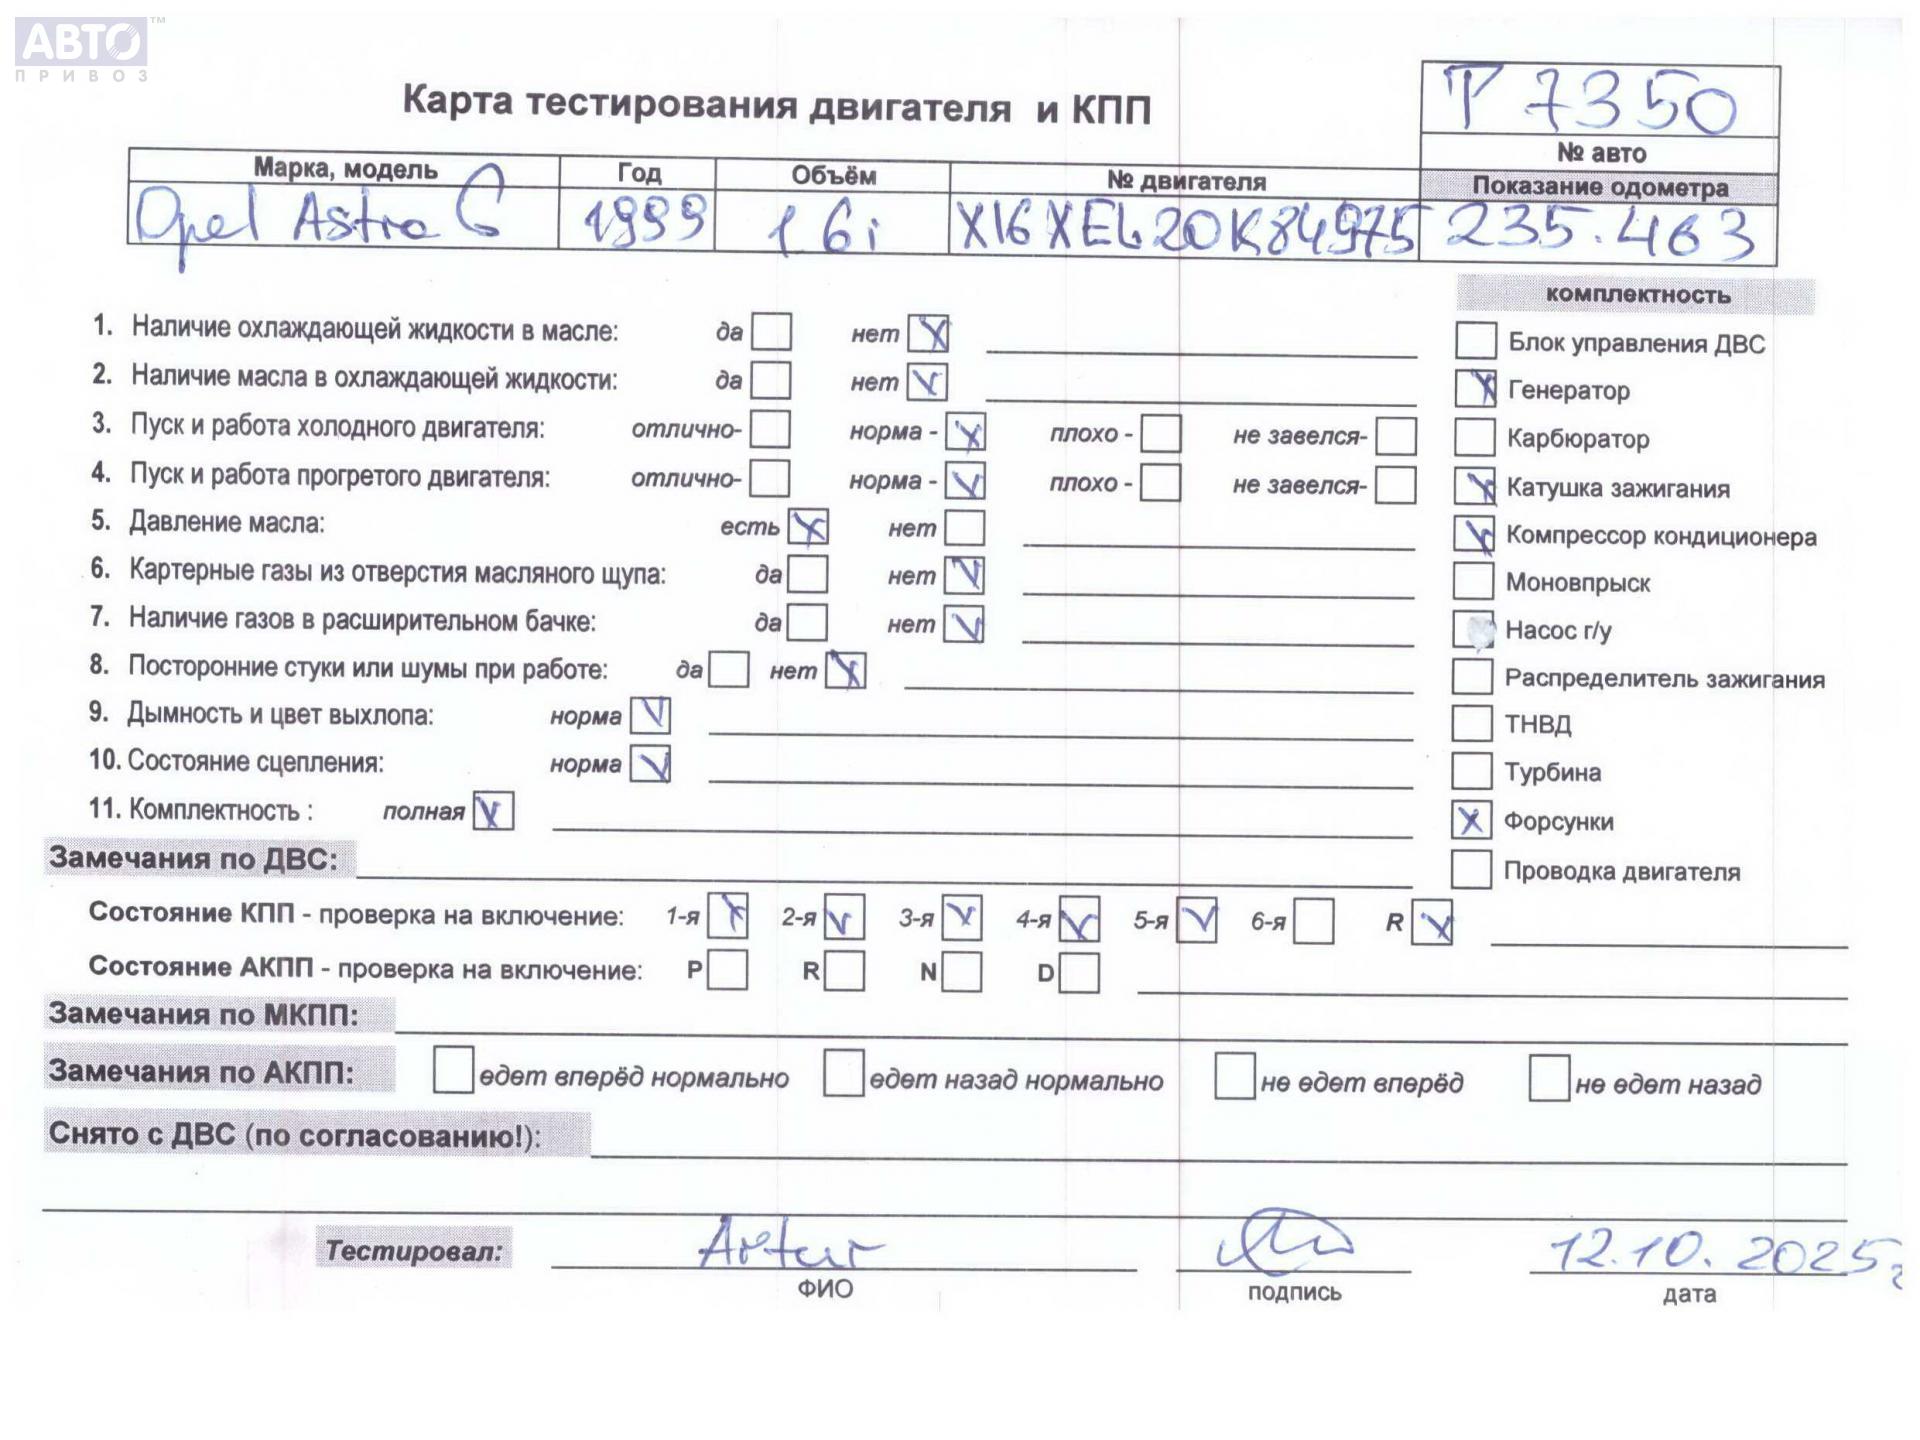 АВТО™
ПРИВОЗ
Карта тестирования двигателя и КПП
Т 7350
№ авто
Марка, модель Год Объём № двигателя Показание одометра
Opel Astra G 1999 1 6i X16XEL20K84975 235.463
комплектность
1. Наличие охлаждающей жидкости в масле: да нет
Блок управления ДВС
2. Наличие масла в охлаждающей жидкости: да нет
Генератор
3. Пуск и работа холодного двигателя: отлично- норма - плохо - не завелся-
Карбюратор
4. Пуск и работа прогретого двигателя: отлично- норма - плохо - не завелся-
Катушка зажигания
5. Давление масла: есть нет
Компрессор кондиционера
6. Картерные газы из отверстия масляного щупа: да нет
Моновпрыск
7. Наличие газов в расширительном бачке: да нет
Насос г/у
8. Посторонние стуки или шумы при работе: да нет
Распределитель зажигания
9. Дымность и цвет выхлопа: норма
ТНВД
10. Состояние сцепления: норма
Турбина
11. Комплектность : полная
Форсунки
Замечания по ДВС:
Проводка двигателя
Состояние КПП - проверка на включение: 1-я 2-я 3-я 4-я 5-я 6-я R
Состояние АКПП - проверка на включение: P R N D
Замечания по МКПП:
Замечания по АКПП: едет вперёд нормально едет назад нормально не едет вперёд не едет назад
Снято с ДВС (по согласованию!):
Тестировал: Artur 12.10.2025г
ФИО подпись дата